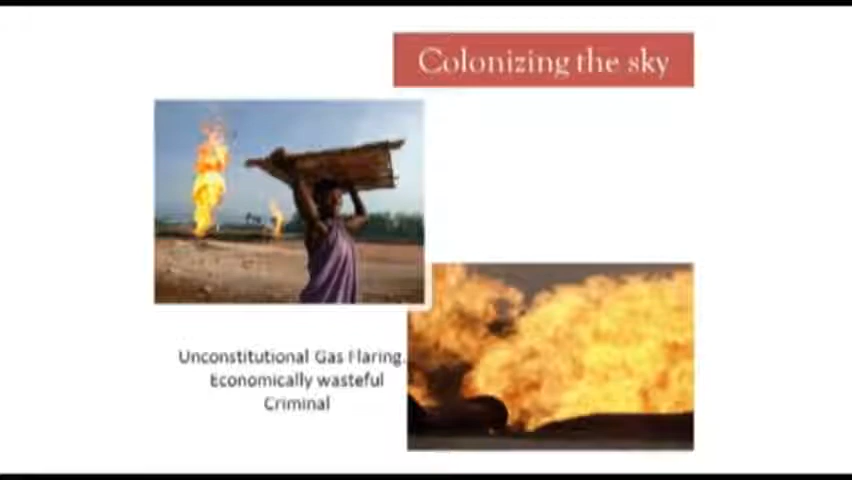 Colonizing the sky
Unconstitutional Gas Flaring.
Economically wasteful
Criminal